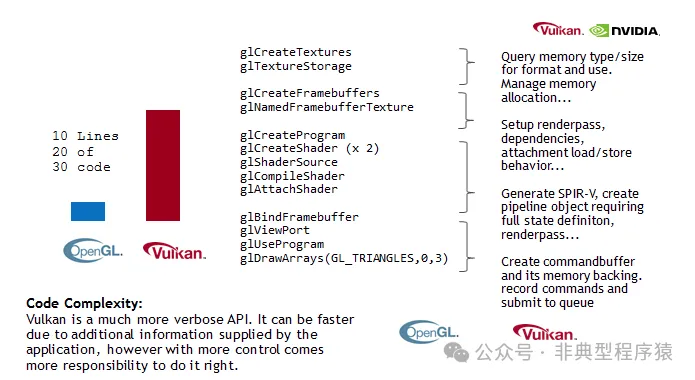 Vulkan. NVIDIA.
glCreateTextures
glTextureStorage
glCreateFramebuffers
glNamedFramebufferTexture
glCreateProgram
glCreateShader (x 2)
glShaderSource
glCompileShader
glAttachShader
glBindFramebuffer
glViewPort
glUseProgram
glDrawArrays(GL_TRIANGLES,0,3)
Query memory type/size
for format and use.
Manage memory
allocation...
Setup renderpass,
dependencies,
attachment load/store
behavior...
Generate SPIR-V, create
pipeline object requiring
full state definiton,
renderpass...
Create commandbuffer
and its memory backing.
record commands and
submit to queue
10 Lines
20 of
30 code
OpenGL. Vulkan.
Code Complexity:
Vulkan is a much more verbose API. It can be faster
due to additional information supplied by the
application, however with more control comes
more responsibility to do it right.
OpenGL. Vulkan.
公众号·非典型程序猿